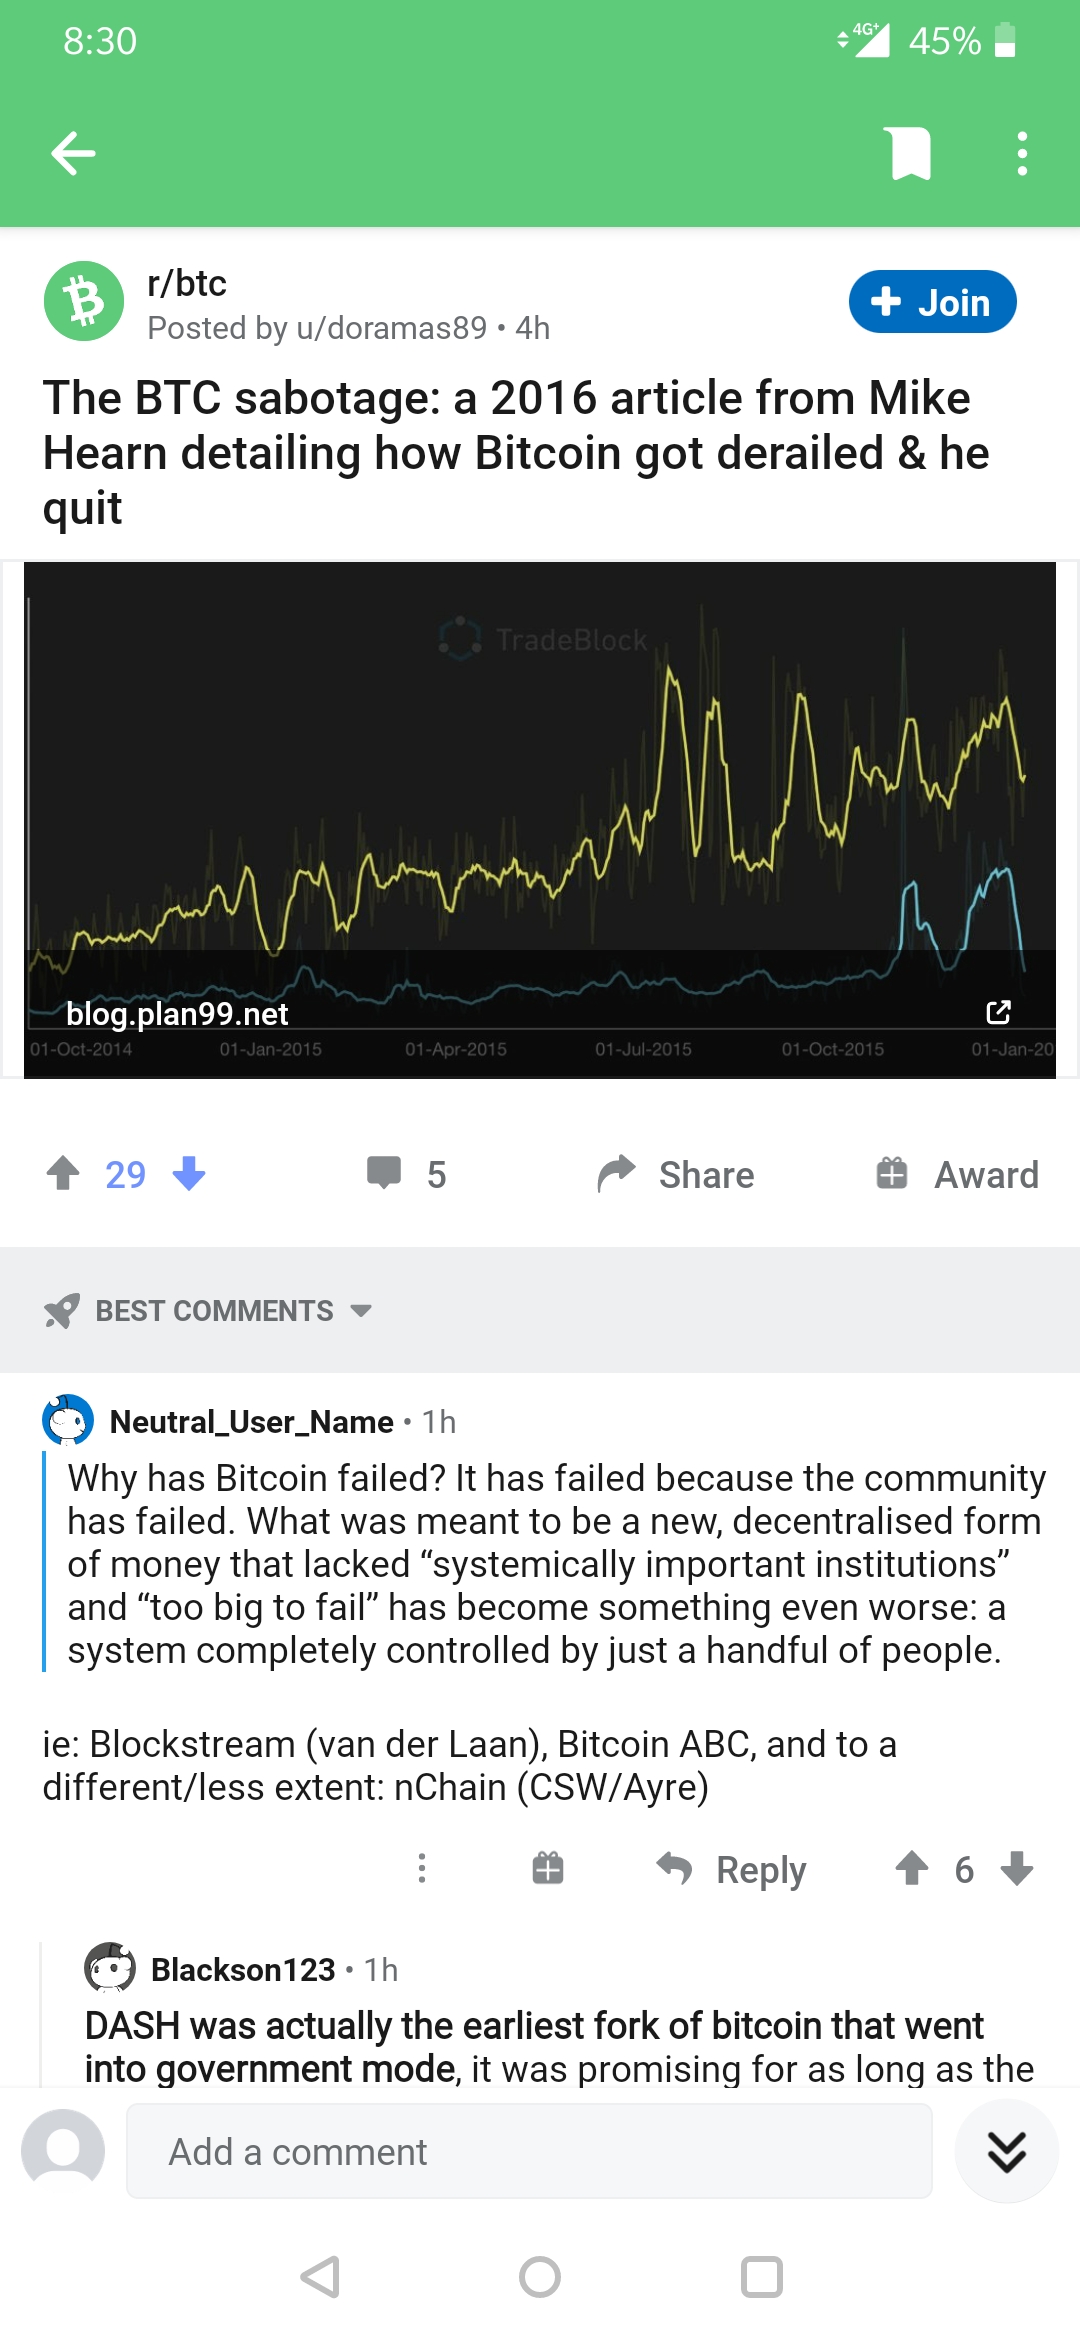 8:30
4G+
45%
r/btc
Posted by u/doramas89 • 4h
+ Join
The BTC sabotage: a 2016 article from Mike
Hearn detailing how Bitcoin got derailed & he
quit
TradeBlock
blog.plan99.net
01-Oct-2014 01-Jan-2015 01-Apr-2015 01-Jul-2015 01-Oct-2015 01-Jan-20
29
5
Share
Award
BEST COMMENTS
Neutral_User_Name • 1h
Why has Bitcoin failed? It has failed because the community
has failed. What was meant to be a new, decentralised form
of money that lacked “systemically important institutions”
and “too big to fail” has become something even worse: a
system completely controlled by just a handful of people.
ie: Blockstream (van der Laan), Bitcoin ABC, and to a
different/less extent: nChain (CSW/Ayre)
Reply
6
Blackson123 • 1h
DASH was actually the earliest fork of bitcoin that went
into government mode, it was promising for as long as the
Add a comment